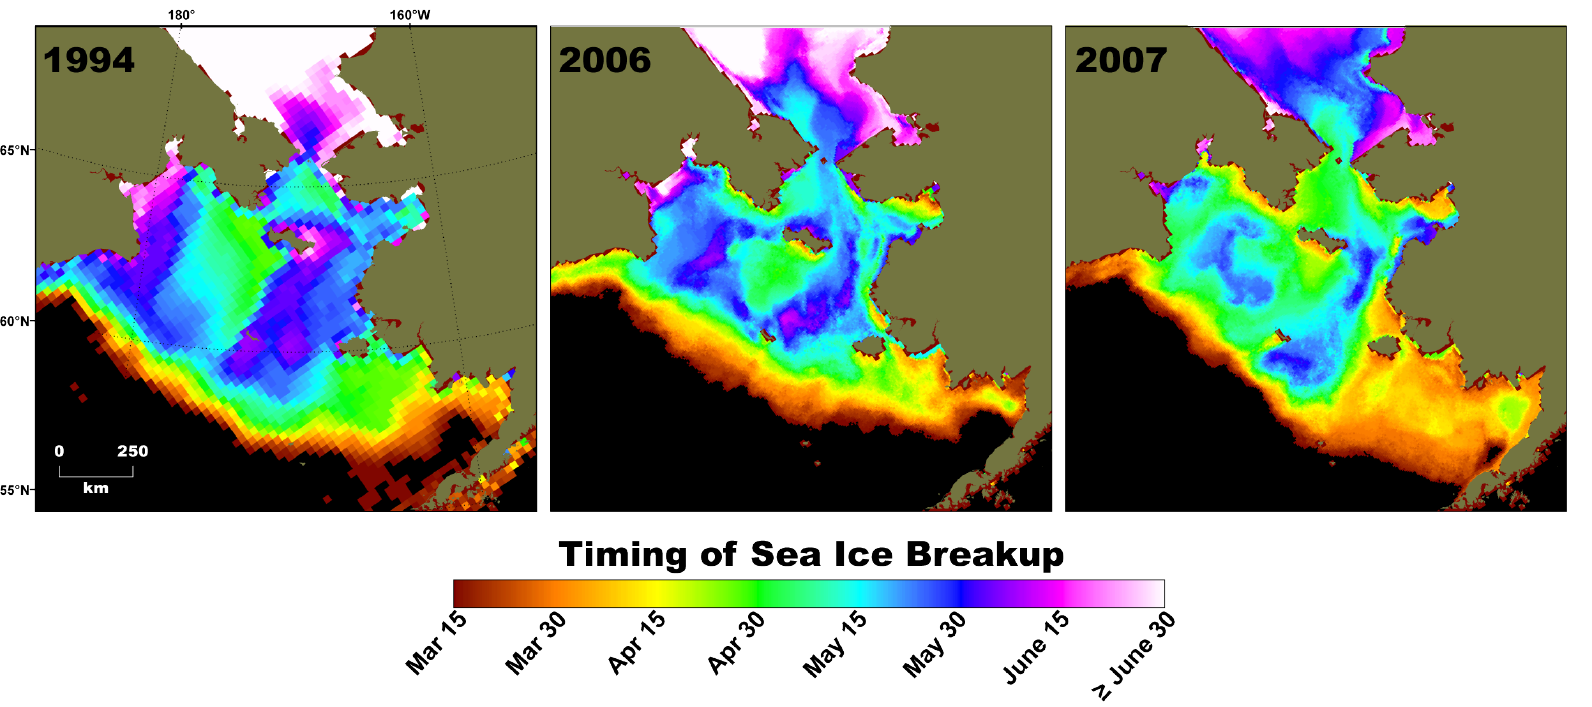 180°
160°W
1994
2006
2007
65°N
60°N
55°N
0
250
km
Timing of Sea Ice Breakup
Mar 15
Mar 30
Apr 15
Apr 30
May 15
May 30
June 15
≥ June 30